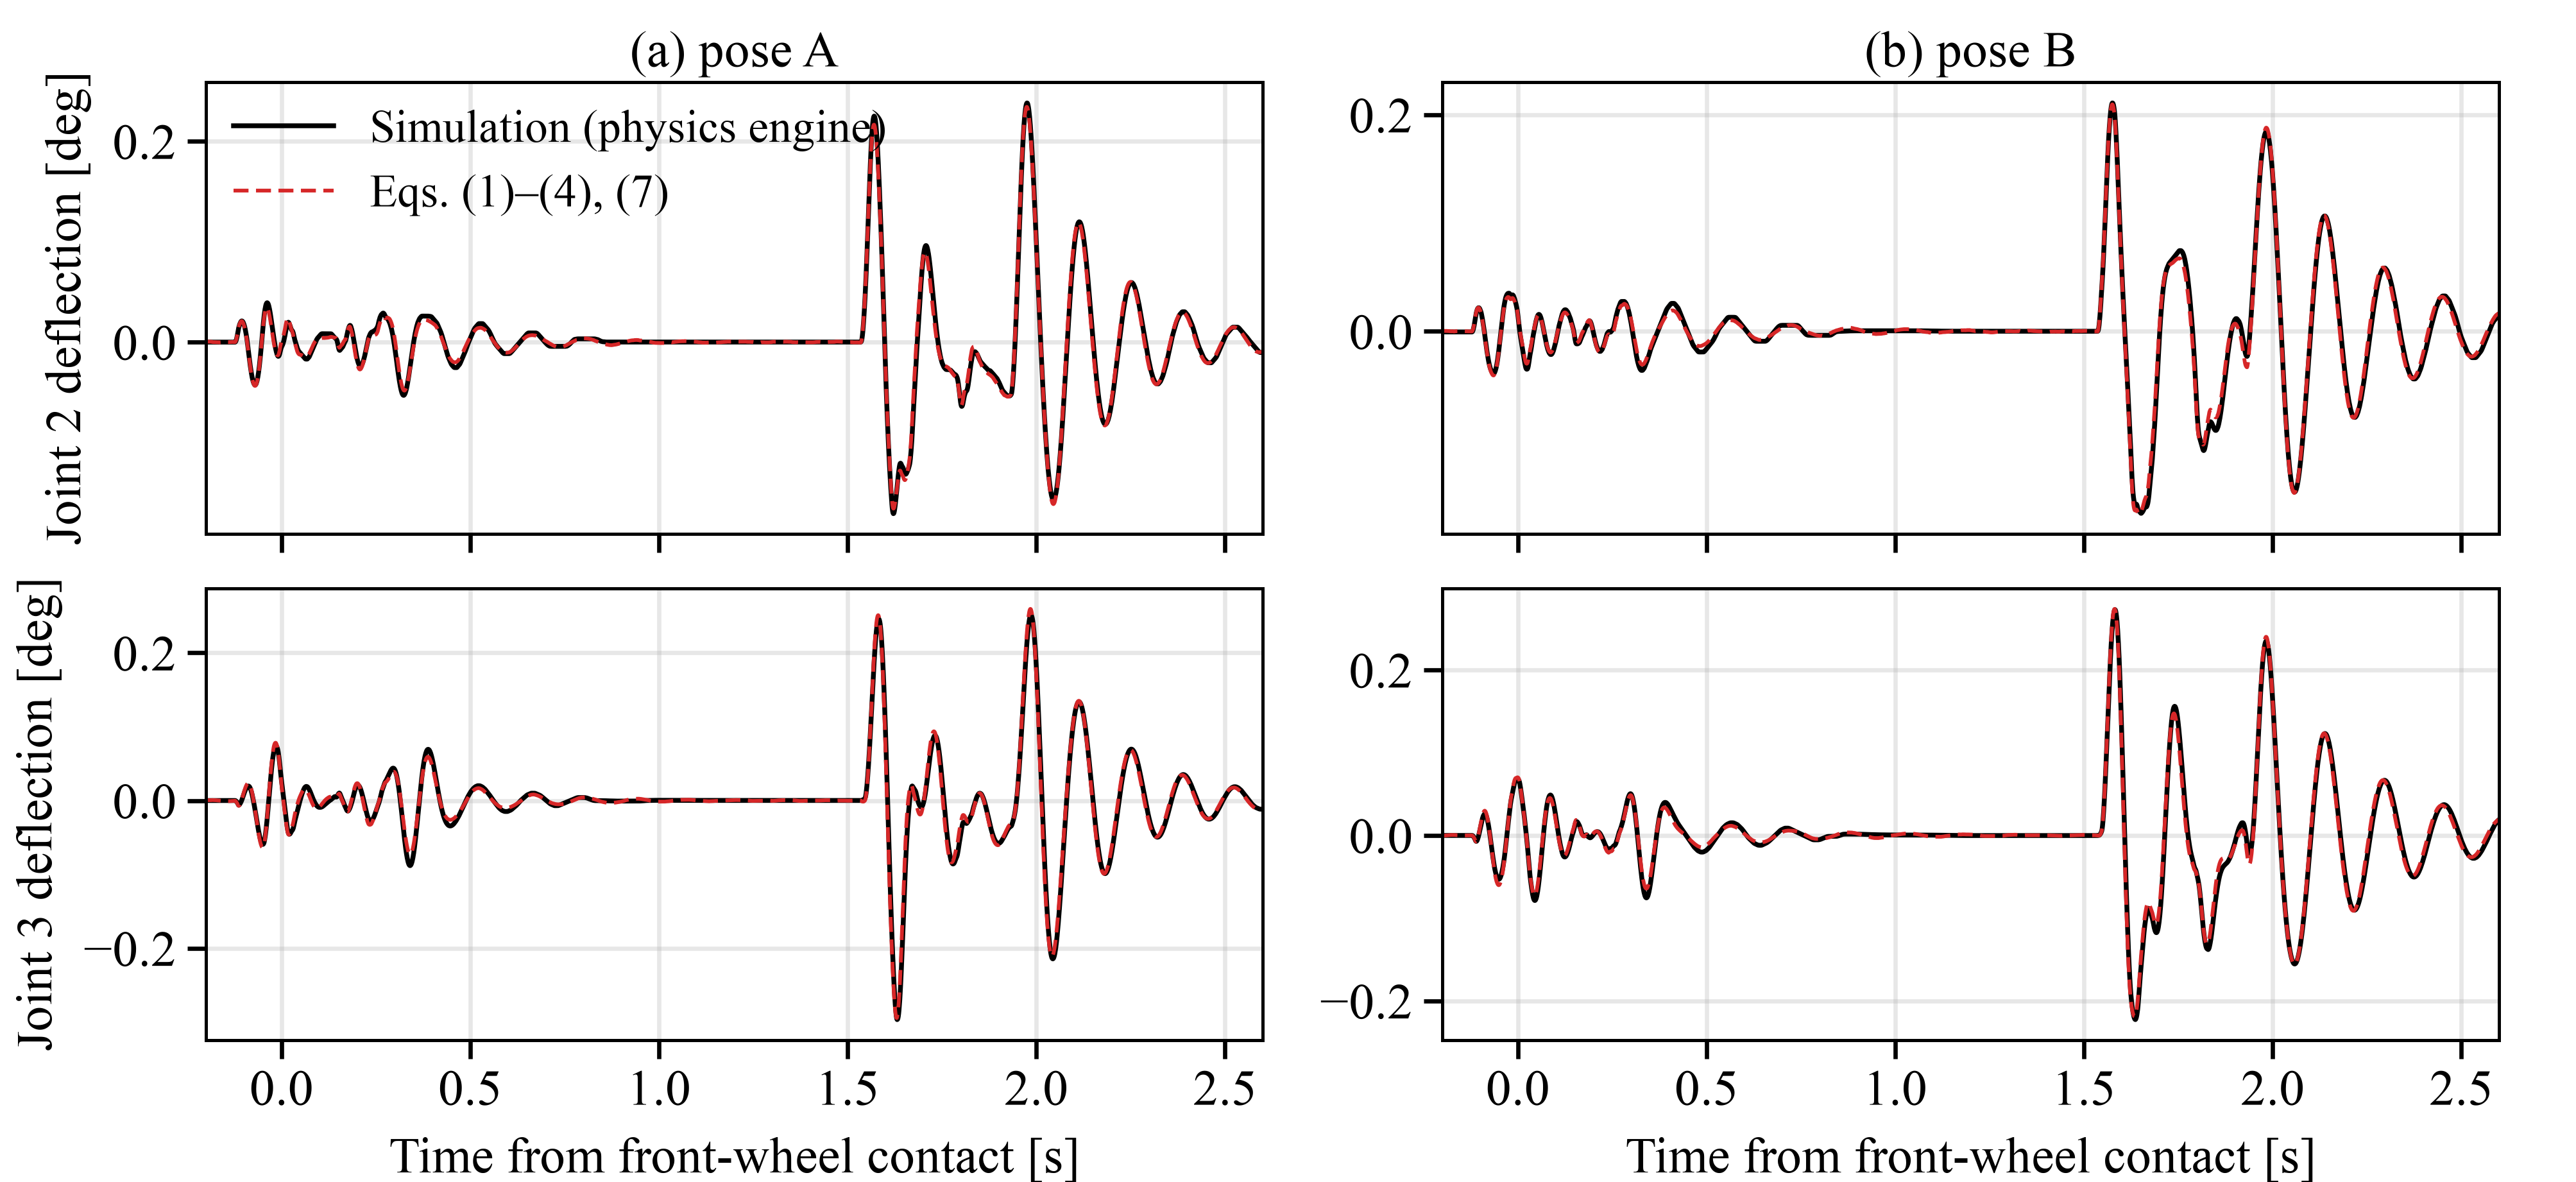 (a) pose A
(b) pose B
Joint 2 deflection [deg]
0.2
0.0
Simulation (physics engine)
Eqs. (1)–(4), (7)
0.2
0.0
Joint 3 deflection [deg]
0.2
0.0
−0.2
0.2
0.0
−0.2
0.0 0.5 1.0 1.5 2.0 2.5
0.0 0.5 1.0 1.5 2.0 2.5
Time from front-wheel contact [s]
Time from front-wheel contact [s]